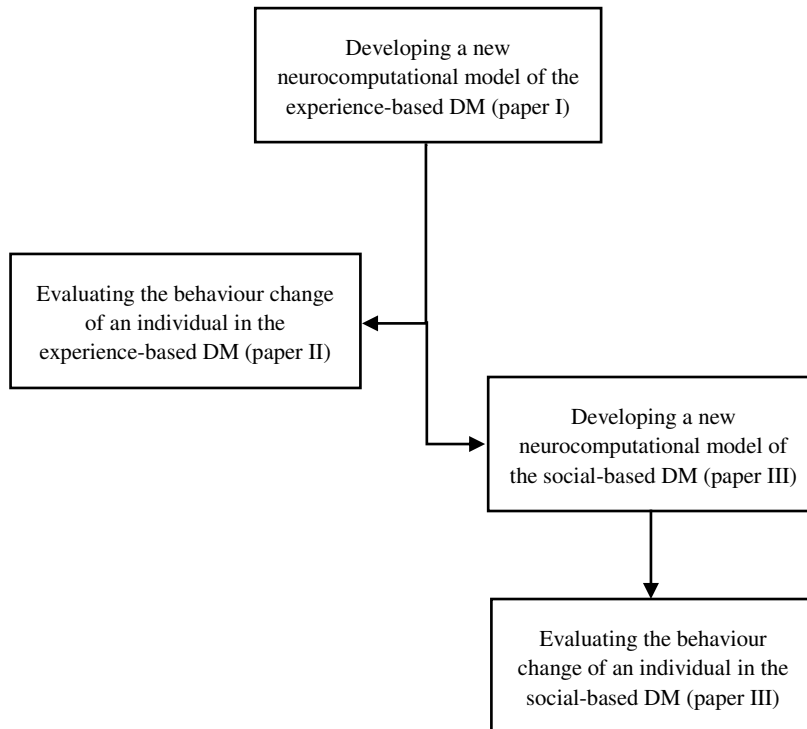 Developing a new
neurocomputational model of the
experience-based DM (paper I)
Evaluating the behaviour change
of an individual in the
experience-based DM (paper II)
Developing a new
neurocomputational model of
the social-based DM (paper III)
Evaluating the behaviour
change of an individual in the
social-based DM (paper III)